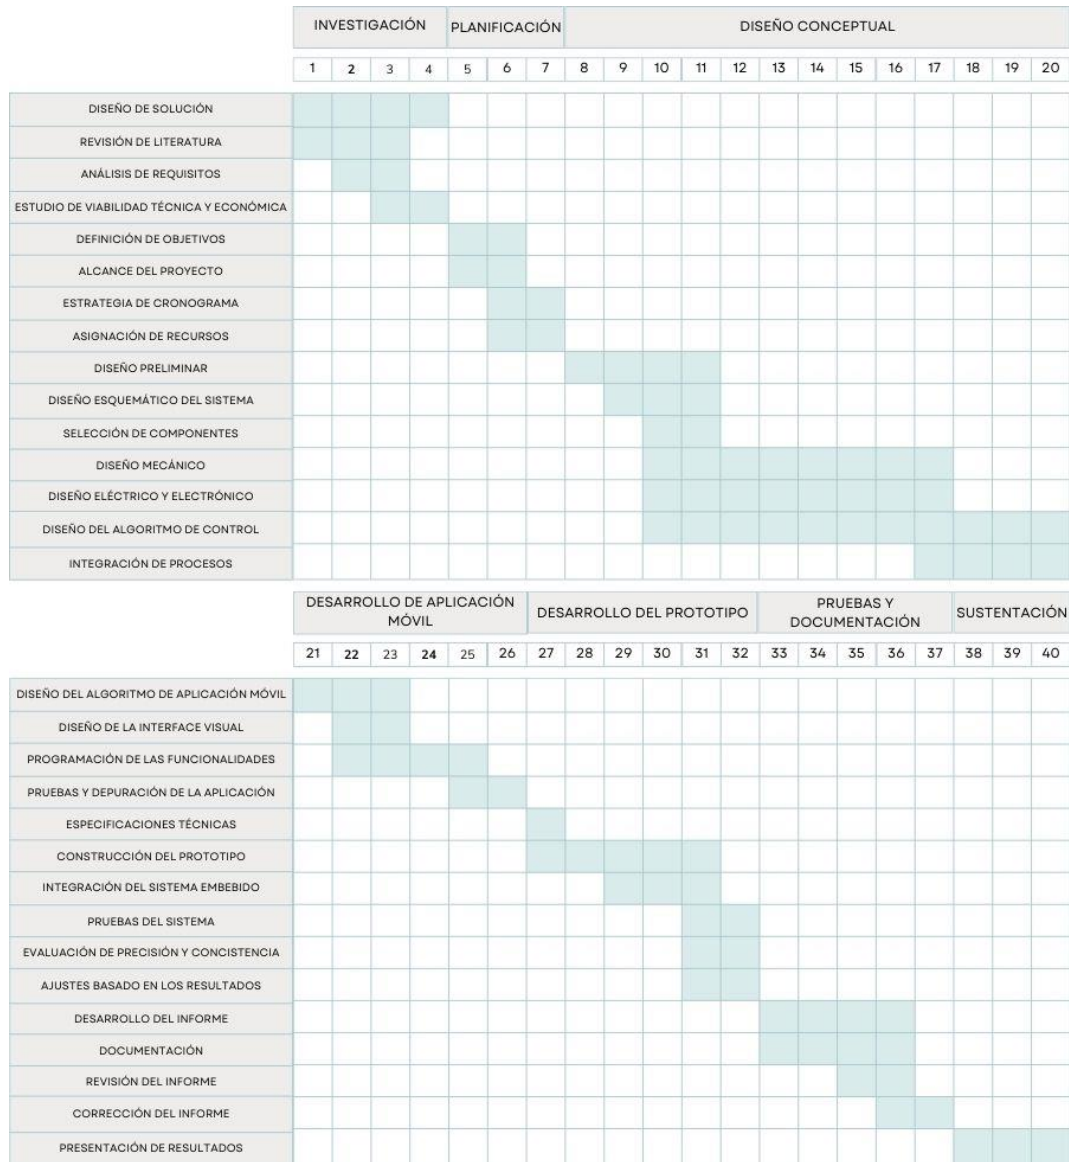 INVESTIGACIÓN PLANIFICACIÓN DISEÑO CONCEPTUAL
1 2 3 4 5 6 7 8 9 10 11 12 13 14 15 16 17 18 19 20
DISEÑO DE SOLUCIÓN
REVISIÓN DE LITERATURA
ANÁLISIS DE REQUISITOS
ESTUDIO DE VIABILIDAD TÉCNICA Y ECONÓMICA
DEFINICIÓN DE OBJETIVOS
ALCANCE DEL PROYECTO
ESTRATEGIA DE CRONOGRAMA
ASIGNACIÓN DE RECURSOS
DISEÑO PRELIMINAR
DISEÑO ESQUEMÁTICO DEL SISTEMA
SELECCIÓN DE COMPONENTES
DISEÑO MECÁNICO
DISEÑO ELÉCTRICO Y ELECTRÓNICO
DISEÑO DEL ALGORITMO DE CONTROL
INTEGRACIÓN DE PROCESOS
DESARROLLO DE APLICACIÓN
MÓVIL
DESARROLLO DEL PROTOTIPO
PRUEBAS Y
DOCUMENTACIÓN
SUSTENTACIÓN
21 22 23 24 25 26 27 28 29 30 31 32 33 34 35 36 37 38 39 40
DISEÑO DEL ALGORITMO DE APLICACIÓN MÓVIL
DISEÑO DE LA INTERFACE VISUAL
PROGRAMACIÓN DE LAS FUNCIONALIDADES
PRUEBAS Y DEPURACIÓN DE LA APLICACIÓN
ESPECIFICACIONES TÉCNICAS
CONSTRUCCIÓN DEL PROTOTIPO
INTEGRACIÓN DEL SISTEMA EMBEBIDO
PRUEBAS DEL SISTEMA
EVALUACIÓN DE PRECISIÓN Y CONCISTENCIA
AJUSTES BASADO EN LOS RESULTADOS
DESARROLLO DEL INFORME
DOCUMENTACIÓN
REVISIÓN DEL INFORME
CORRECCIÓN DEL INFORME
PRESENTACIÓN DE RESULTADOS